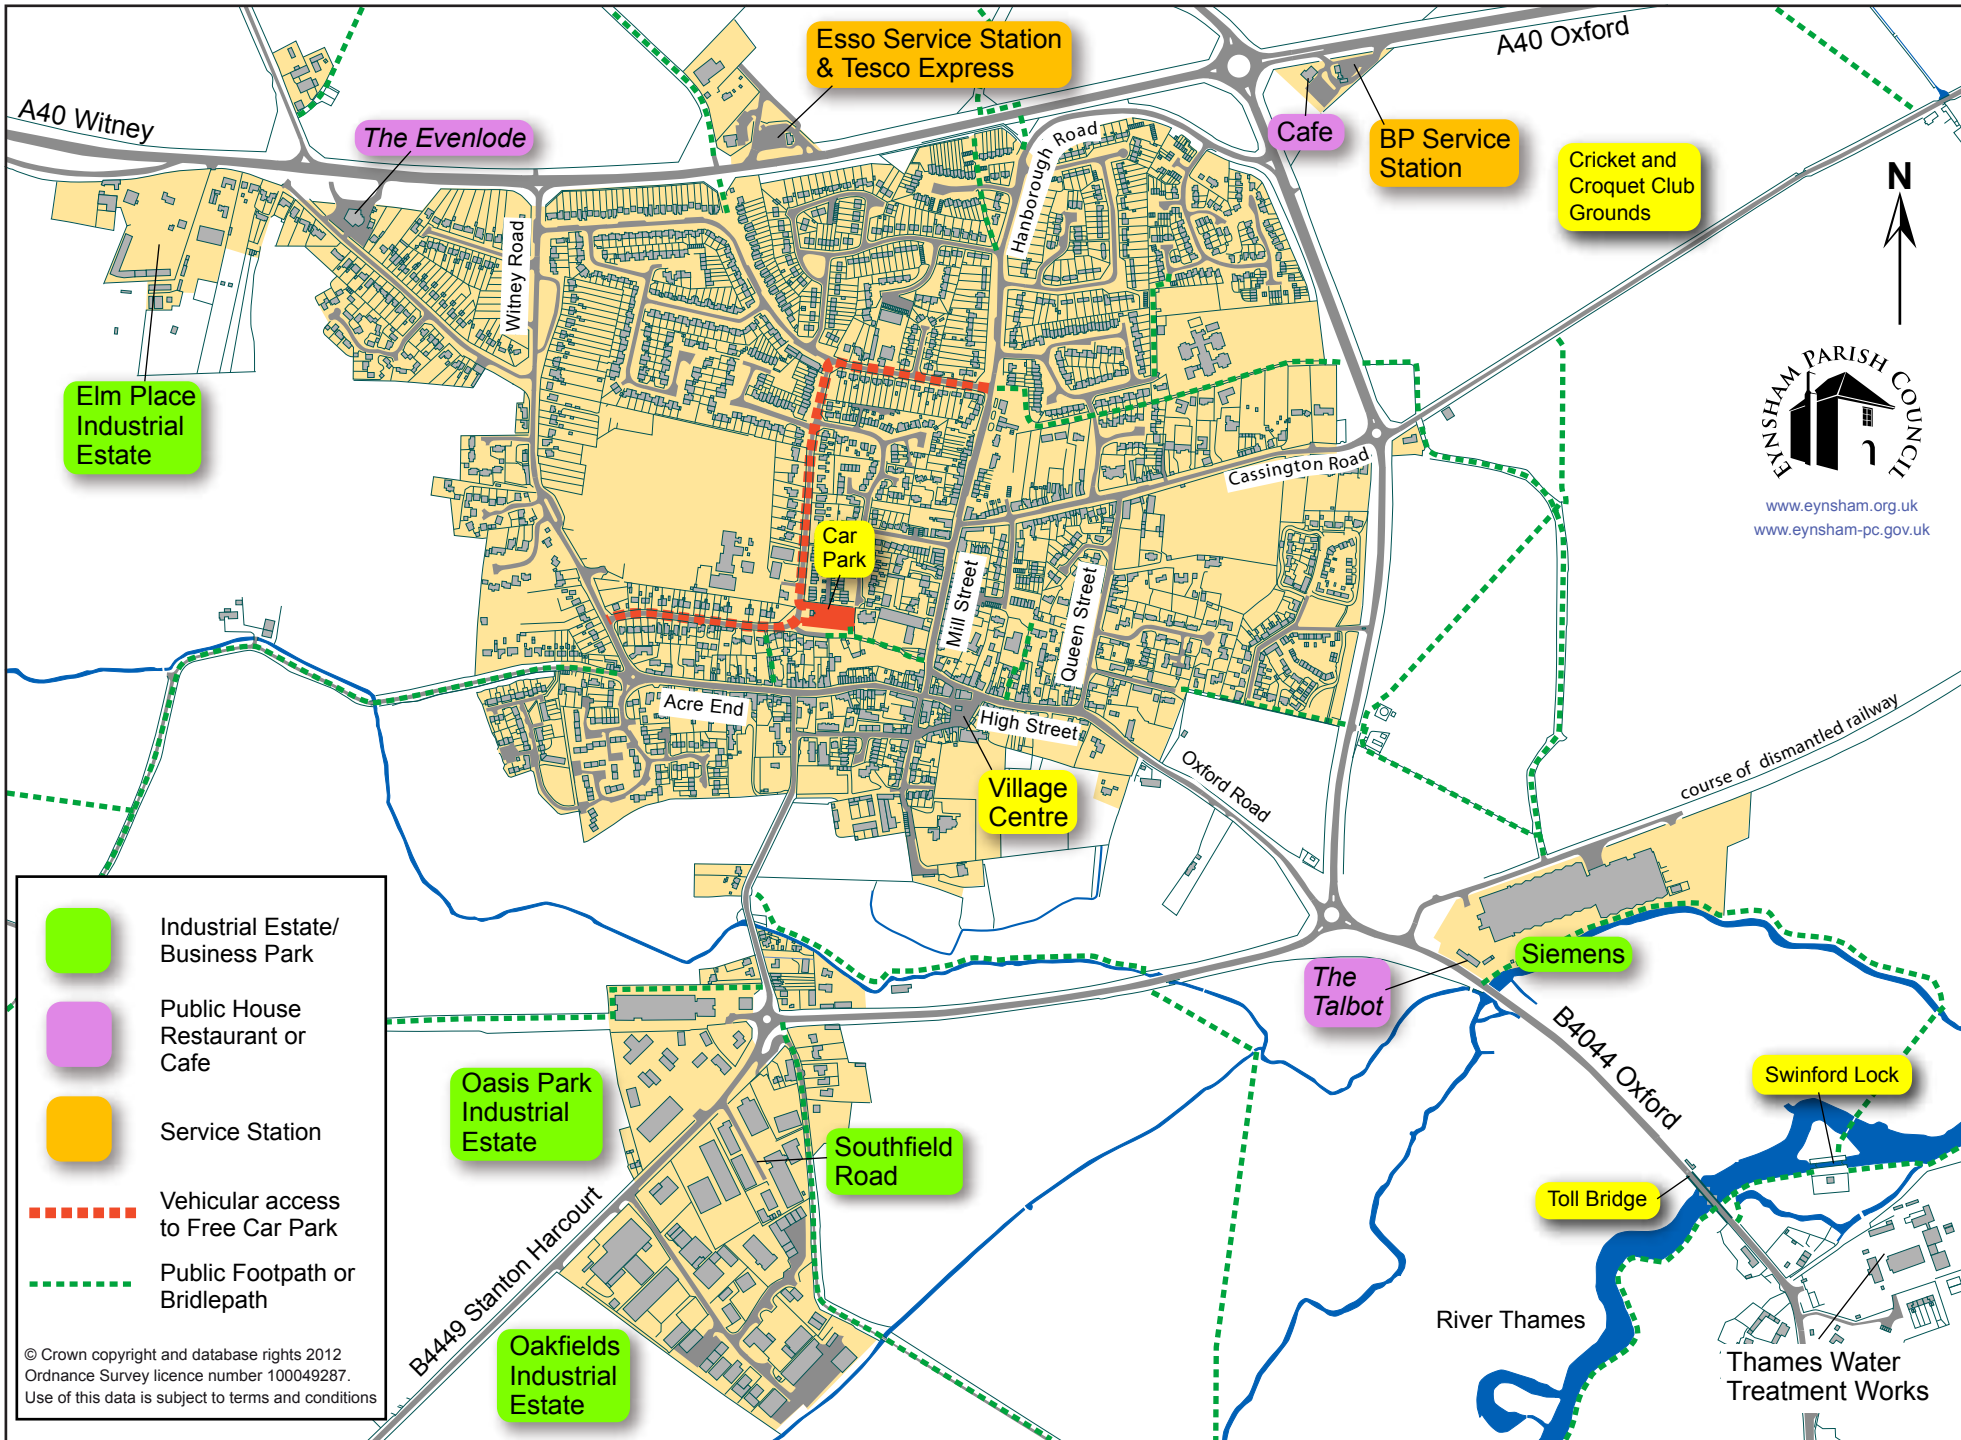 Esso Service Station
& Tesco Express
A40 Oxford
A40 Witney
The Evenlode
Cafe
BP Service
Station
Cricket and
Croquet Club
Grounds
N
Hanborough Road
Witney Road
EYNSHAM PARISH COUNCIL
www.eynsham.org.uk
www.eynsham-pc.gov.uk
Elm Place
Industrial
Estate
Cassington Road
Car
Park
Mill Street
Queen Street
Acre End
High Street
Oxford Road
course of dismantled railway
Village
Centre
Industrial Estate/
Business Park
Public House
Restaurant or
Cafe
Service Station
Vehicular access
to Free Car Park
Public Footpath or
Bridlepath
© Crown copyright and database rights 2012
Ordnance Survey licence number 100049287.
Use of this data is subject to terms and conditions
Siemens
The
Talbot
B4044 Oxford
Swinford Lock
Toll Bridge
Oasis Park
Industrial
Estate
Southfield
Road
B4449 Stanton Harcourt
Oakfields
Industrial
Estate
River Thames
Thames Water
Treatment Works